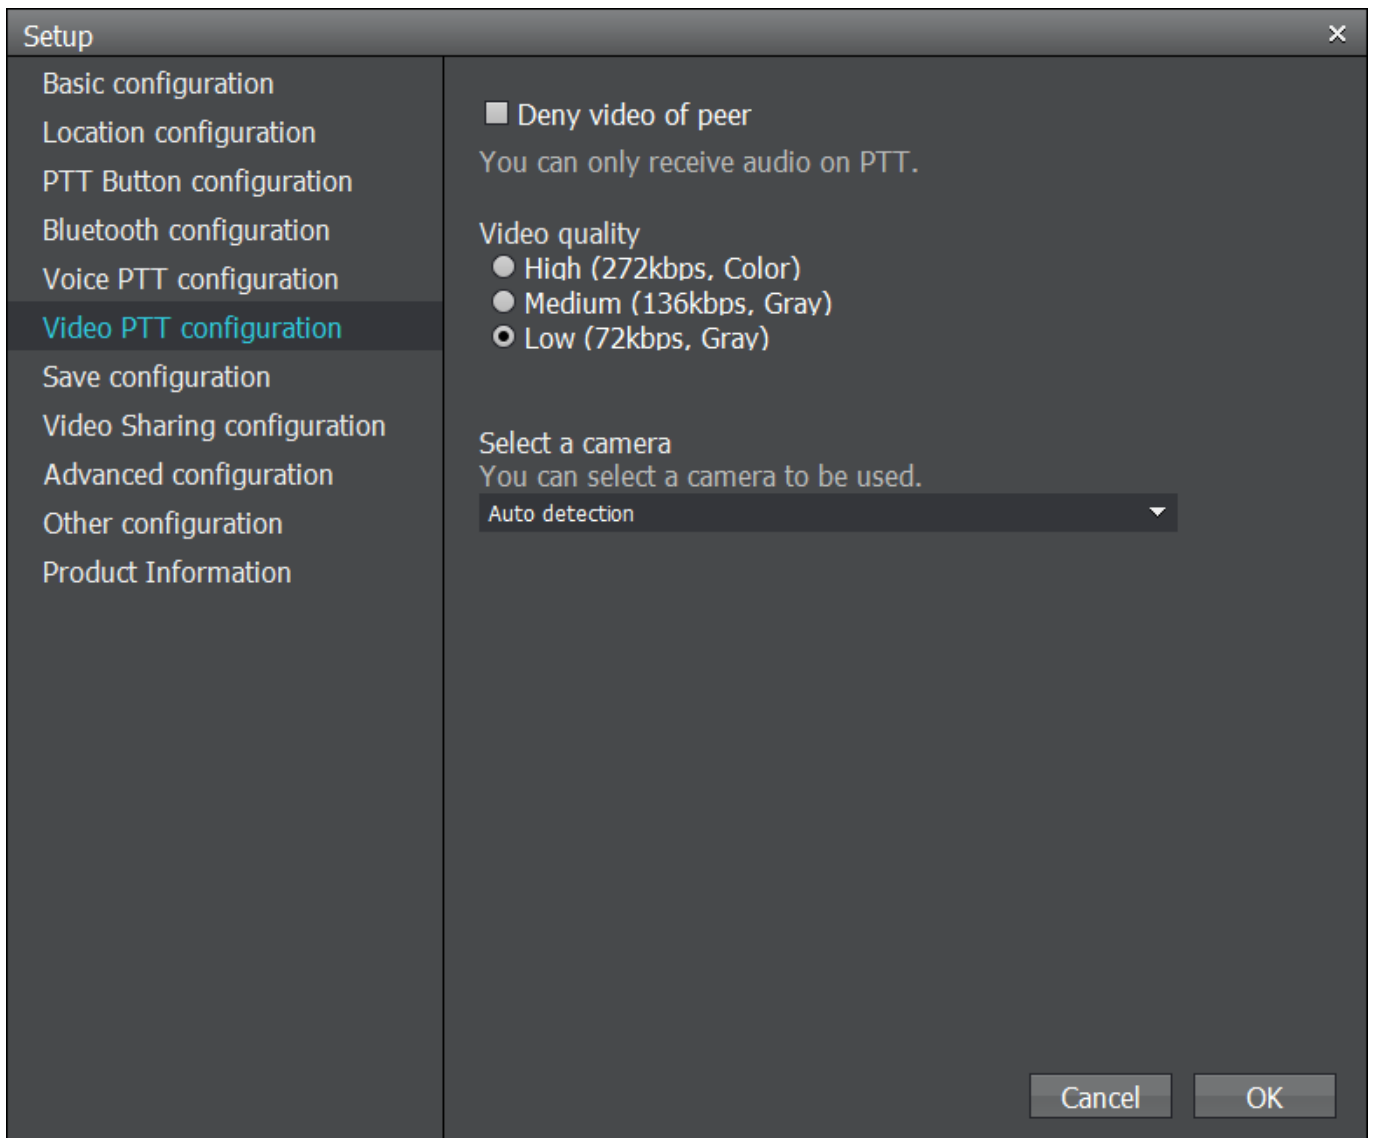 Setup
Basic configuration
Location configuration
PTT Button configuration
Bluetooth configuration
Voice PTT configuration
Video PTT configuration
Save configuration
Video Sharing configuration
Advanced configuration
Other configuration
Product Information
Deny video of peer
You can only receive audio on PTT.
Video quality
High (272kbps, Color)
Medium (136kbps, Gray)
Low (72kbps, Gray)
Select a camera
You can select a camera to be used.
Auto detection
Cancel
OK